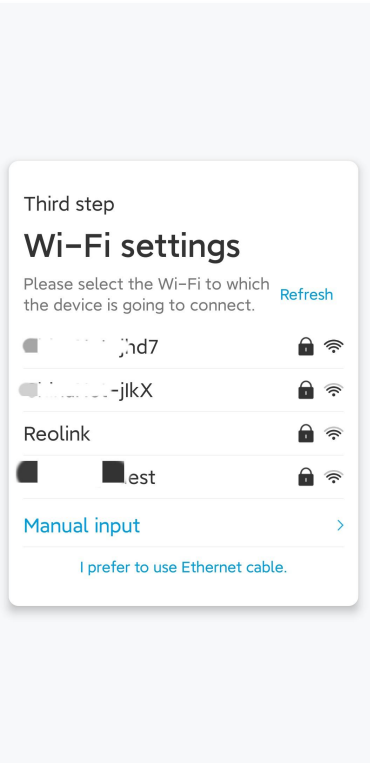 Third step
Wi-Fi settings
Please select the Wi-Fi to which
the device is going to connect.
Refresh
hd7
-jlkX
Reolink
est
Manual input
I prefer to use Ethernet cable.